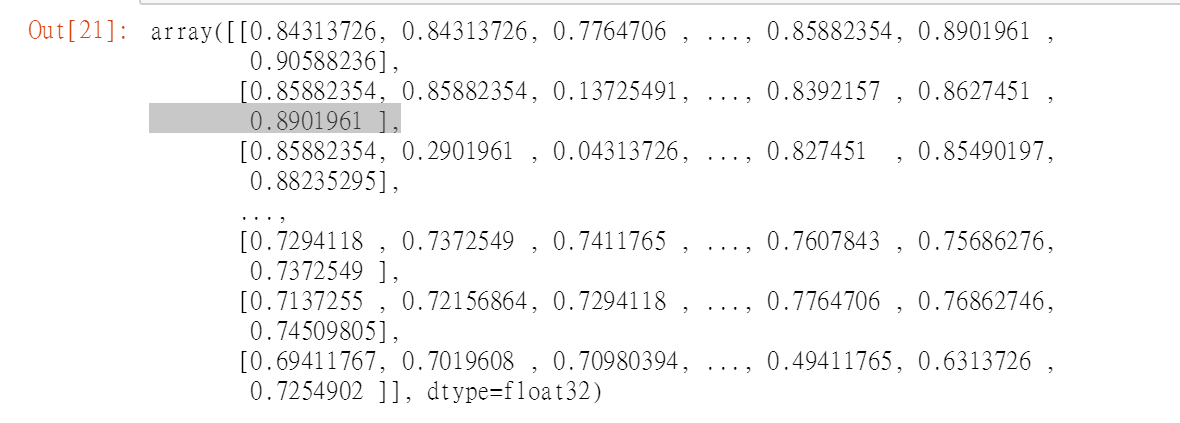 Out[21]: array([[0.84313726, 0.84313726, 0.7764706 , ..., 0.85882354, 0.8901961 ,
0.90588236],
[0.85882354, 0.85882354, 0.13725491, ..., 0.8392157 , 0.8627451 ,
0.8901961 ],
[0.85882354, 0.2901961 , 0.04313726, ..., 0.827451  , 0.85490197,
0.88235295],
...,
[0.7294118 , 0.7372549 , 0.7411765 , ..., 0.7607843 , 0.75686276,
0.7372549 ],
[0.7137255 , 0.72156864, 0.7294118 , ..., 0.7764706 , 0.76862746,
0.74509805],
[0.69411767, 0.7019608 , 0.70980394, ..., 0.49411765, 0.6313726 ,
0.7254902 ]], dtype=float32)